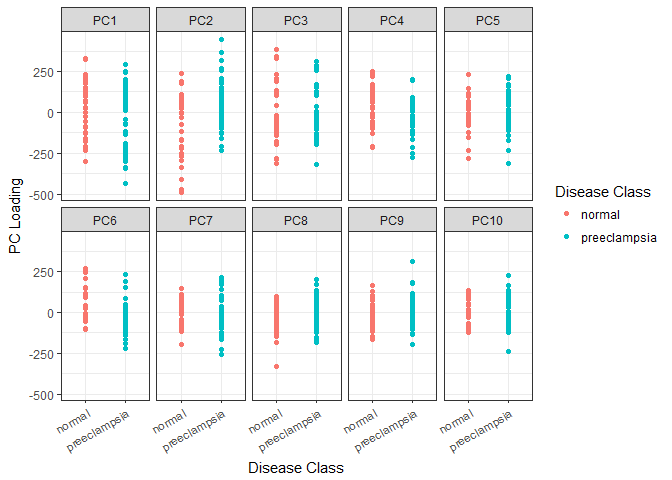 PC1 PC2 PC3 PC4 PC5
250
0
-250
-500
PC6 PC7 PC8 PC9 PC10
250
0
-250
-500
normal preeclampsia normal preeclampsia normal preeclampsia normal preeclampsia normal preeclampsia
Disease Class
PC Loading
Disease Class
normal
preeclampsia